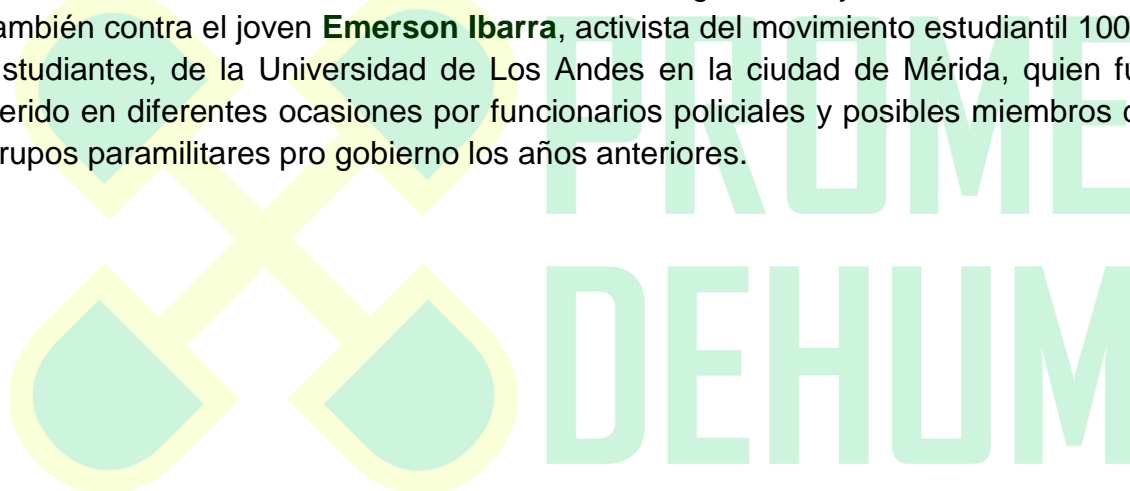 ambién contra el joven Emerson Ibarra, activista del movimiento estudiantil 100
studiantes, de la Universidad de Los Andes en la ciudad de Mérida, quien fu
erido en diferentes ocasiones por funcionarios policiales y posibles miembros
rupos paramilitares pro gobierno los años anteriores.
PROME
DEHUM